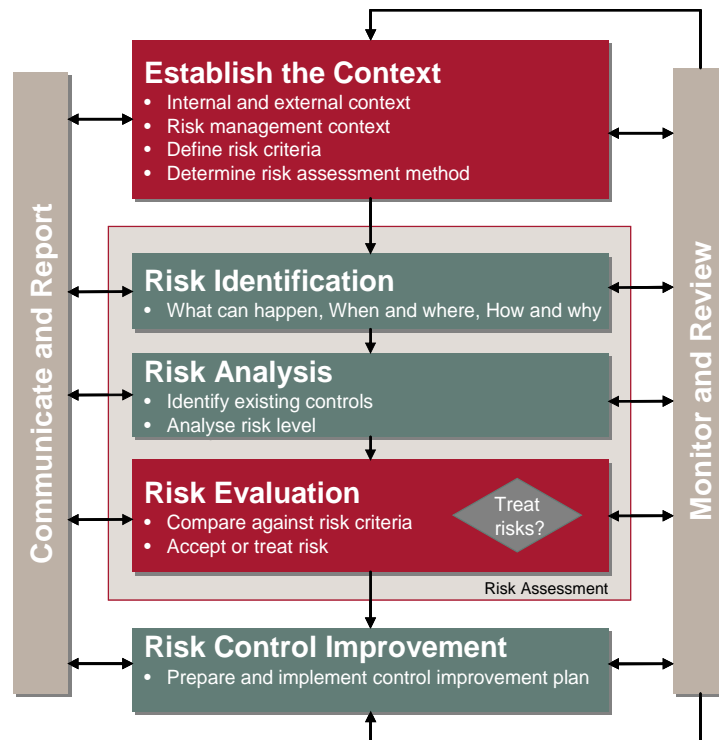 Communicate and Report
Establish the Context
• Internal and external context
• Risk management context
• Define risk criteria
• Determine risk assessment method
Risk Identification
• What can happen, When and where, How and why
Risk Analysis
• Identify existing controls
• Analyse risk level
Risk Evaluation
• Compare against risk criteria
• Accept or treat risk
Treat
risks?
Risk Assessment
Risk Control Improvement
• Prepare and implement control improvement plan
Monitor and Review